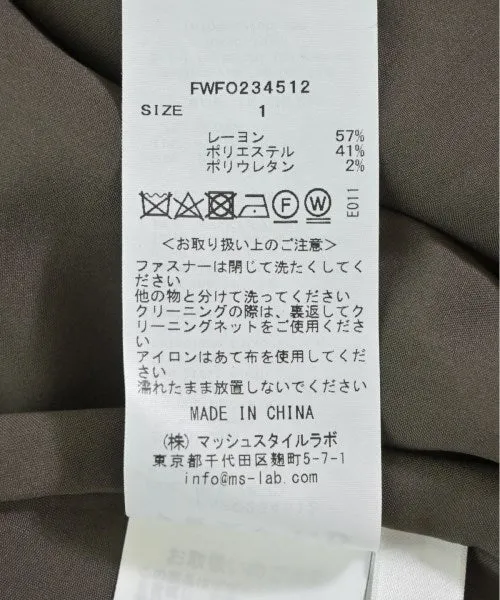 FWFO234512
SIZE 1
レーヨン 57%
ポリエステル 41%
ポリウレタン 2%
F W E011
＜お取り扱い上のご注意＞
ファスナーは閉じて洗たくしてく
ださい
他の物と分けて洗ってください
クリーニングの際は、裏返してク
リーニングネットをご使用くださ
い
アイロンはあて布を使用してくだ
さい
濡れたまま放置しないでください
MADE IN CHINA
(株) マッシュスタイルラボ
東京都千代田区麹町5-7-1
info@ms-lab.com